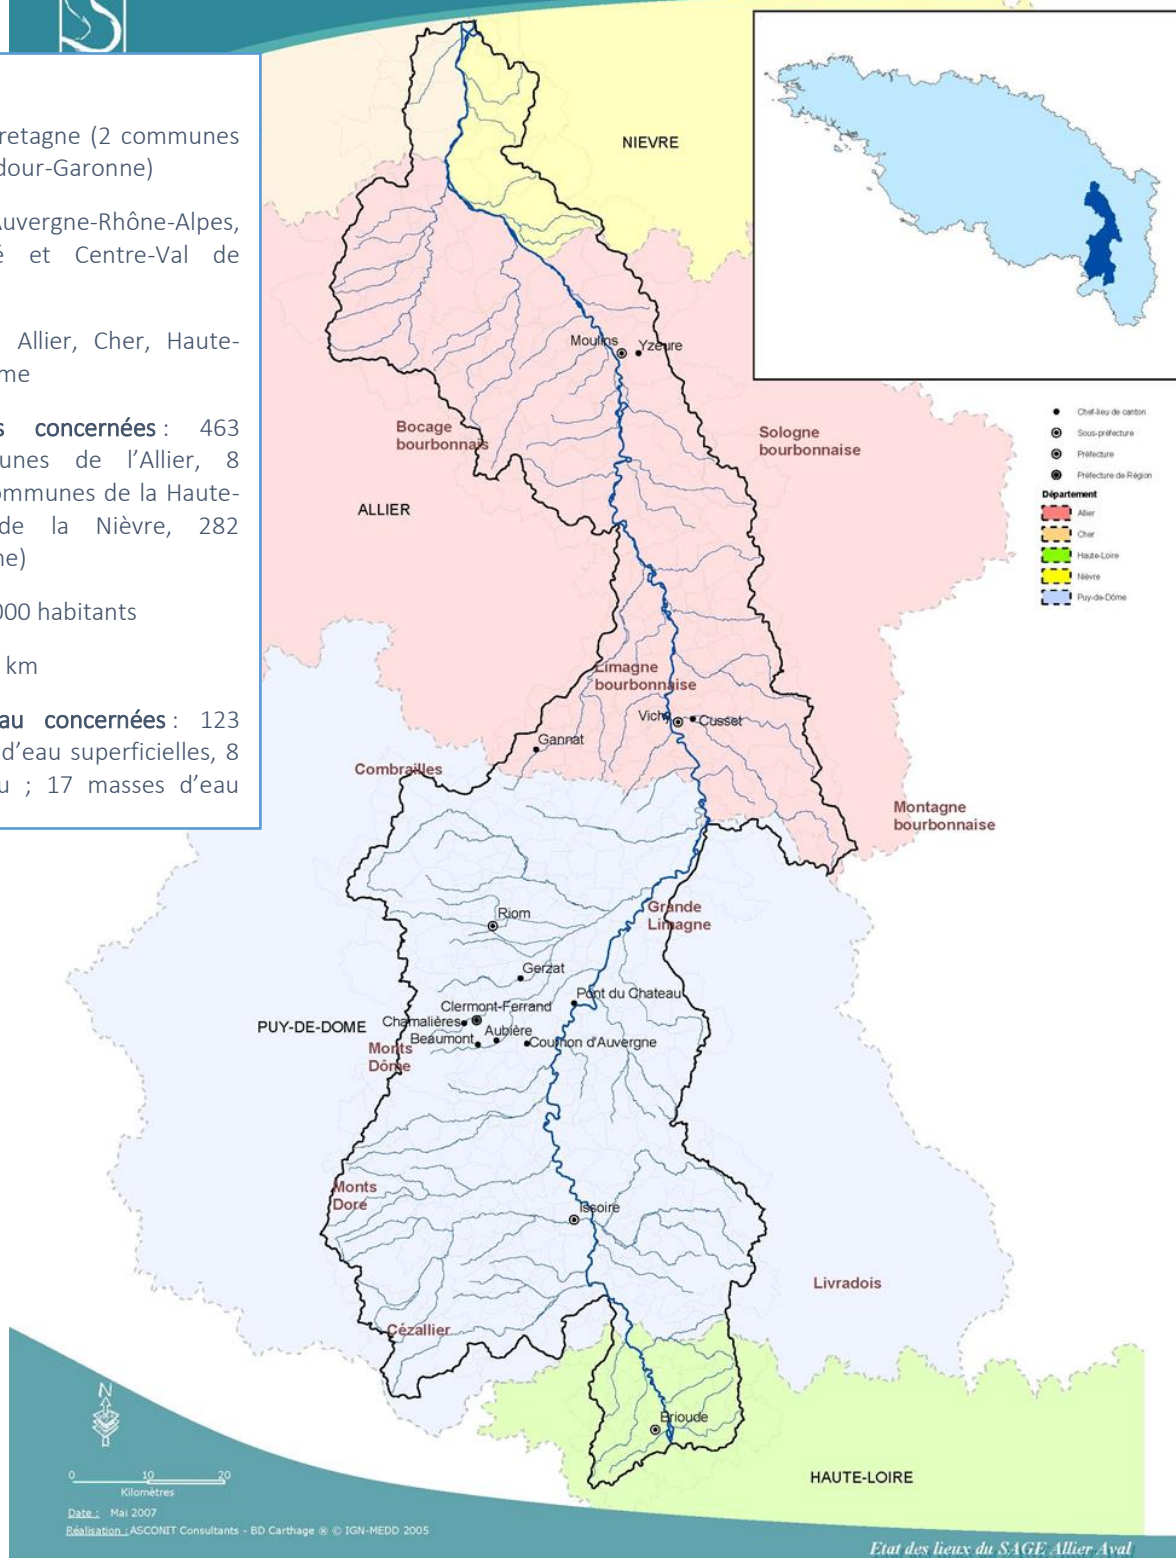 retagne (2 communes
dour-Garonne)
Auvergne-Rhône-Alpes,
é et Centre-Val de
Allier, Cher, Haute-
me
s concernées : 463
unes de l’Allier, 8
ommunes de la Haute-
de la Nièvre, 282
ne)
000 habitants
km
au concernées : 123
d’eau superficielles, 8
u ; 17 masses d’eau
NIEVRE
Moulins
Yzeure
Bocage
bourbonnais
Sologne
bourbonnaise
ALLIER
Chef-lieu de canton
Sous-préfecture
Préfecture
Préfecture de Région
Département
Allier
Cher
Haute-Loire
Nièvre
Puy-de-Dôme
Limagne
bourbonnaise
Vichy
Cusset
Gannat
Combrailles
Montagne
bourbonnaise
Grande
Limagne
Riom
Gerzat
Pont du Chateau
Clermont-Ferrand
Chamalières
Aubière
Beaumont
Cournon d'Auvergne
PUY-DE-DOME
Monts
Dôme
Monts
Dore
Issoire
Livradois
Cézallier
Brioude
HAUTE-LOIRE
N
0 10 20
Kilomètres
Date : Mai 2007
Réalisation : ASCONIT Consultants - BD Carthage ® © IGN-MEDD 2005
Etat des lieux du SAGE Allier Aval